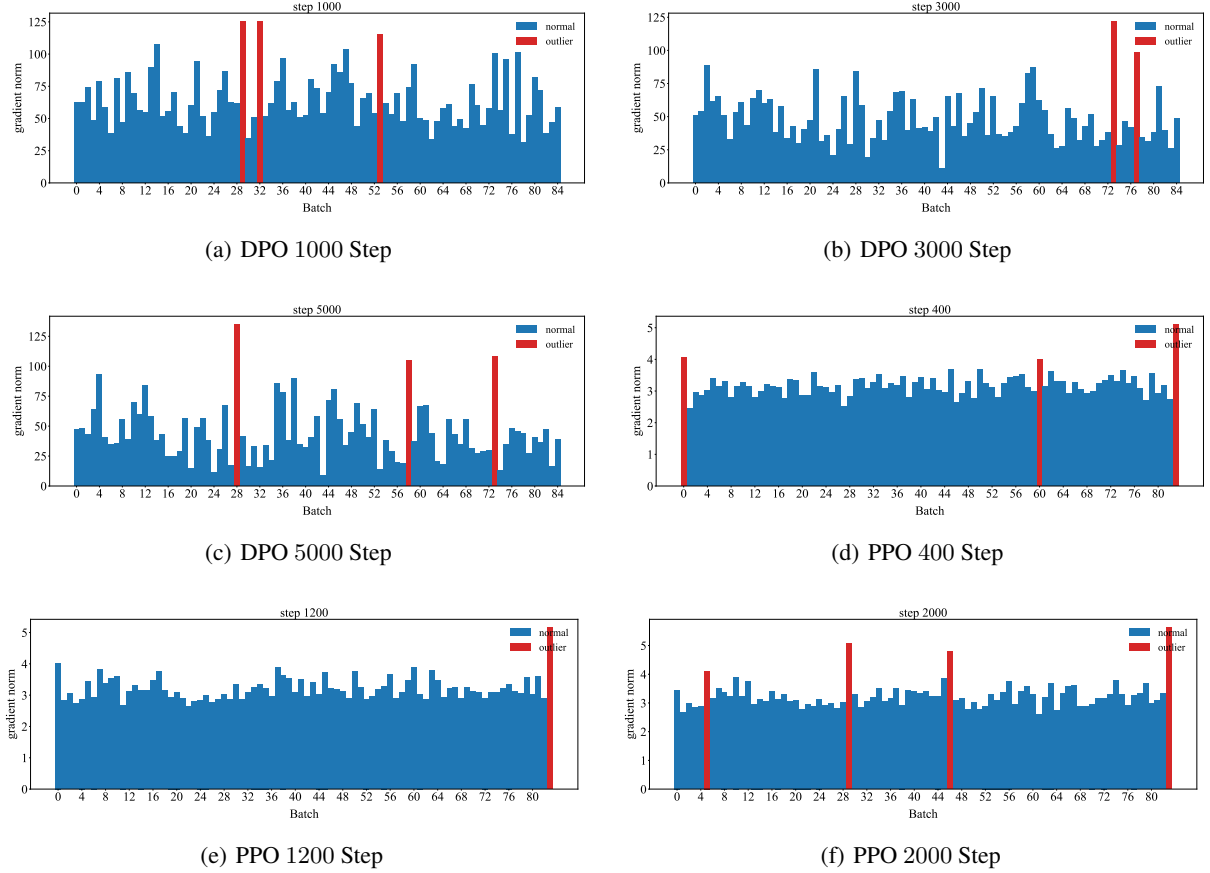 step 1000
gradient norm
125
100
75
50
25
0
normal
outlier
0 4 8 12 16 20 24 28 32 36 40 44 48 52 56 60 64 68 72 76 80 84
Batch
(a) DPO 1000 Step
step 3000
gradient norm
125
100
75
50
25
0
normal
outlier
0 4 8 12 16 20 24 28 32 36 40 44 48 52 56 60 64 68 72 76 80 84
Batch
(b) DPO 3000 Step
step 5000
gradient norm
125
100
75
50
25
0
normal
outlier
0 4 8 12 16 20 24 28 32 36 40 44 48 52 56 60 64 68 72 76 80 84
Batch
(c) DPO 5000 Step
step 400
gradient norm
5
4
3
2
1
0
normal
outlier
0 4 8 12 16 20 24 28 32 36 40 44 48 52 56 60 64 68 72 76 80
Batch
(d) PPO 400 Step
step 1200
gradient norm
5
4
3
2
1
0
normal
outlier
0 4 8 12 16 20 24 28 32 36 40 44 48 52 56 60 64 68 72 76 80
Batch
(e) PPO 1200 Step
step 2000
gradient norm
5
4
3
2
1
0
normal
outlier
0 4 8 12 16 20 24 28 32 36 40 44 48 52 56 60 64 68 72 76 80
Batch
(f) PPO 2000 Step